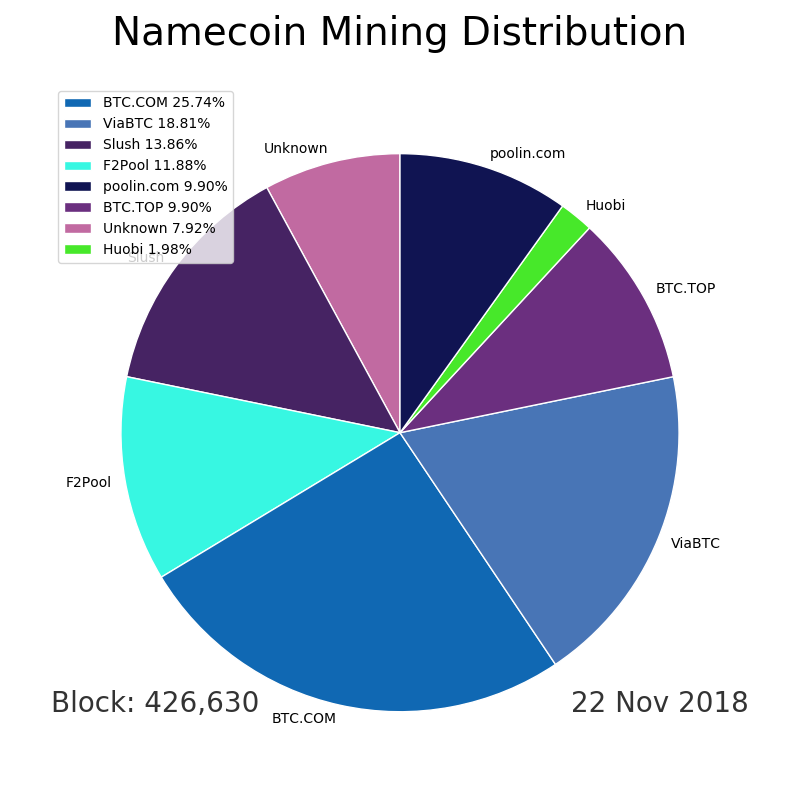 Namecoin Mining Distribution
BTC.COM 25.74%
ViaBTC 18.81%
Slush 13.86%
F2Pool 11.88%
poolin.com 9.90%
BTC.TOP 9.90%
Unknown 7.92%
Huobi 1.98%
Unknown
poolin.com
Huobi
Slush
BTC.TOP
F2Pool
ViaBTC
Block: 426,630
22 Nov 2018
BTC.COM